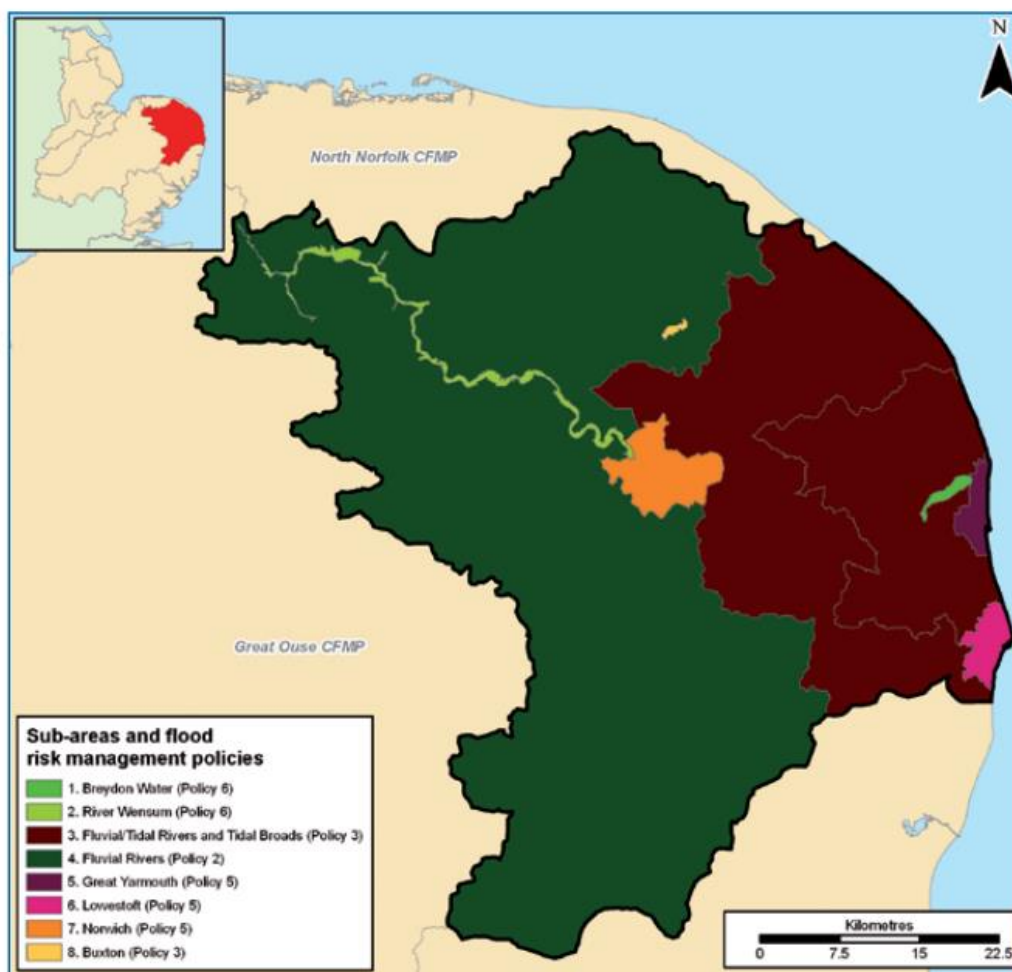 N
North Norfolk CFMP
Great Ouse CFMP
Sub-areas and flood
risk management policies
1. Breydon Water (Policy 6)
2. River Wensum (Policy 6)
3. Fluvial/Tidal Rivers and Tidal Broads (Policy 3)
4. Fluvial Rivers (Policy 2)
5. Great Yarmouth (Policy 5)
6. Lowestoft (Policy 5)
7. Norwich (Policy 5)
8. Buxton (Policy 3)
Kilometres
0 7.5 15 22.5